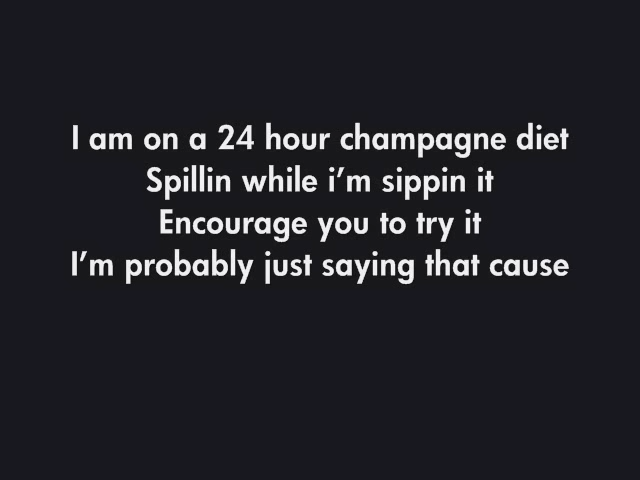 I am on a 24 hour champagne diet
Spillin while i'm sippin it
Encourage you to try it
I'm probably just saying that cause